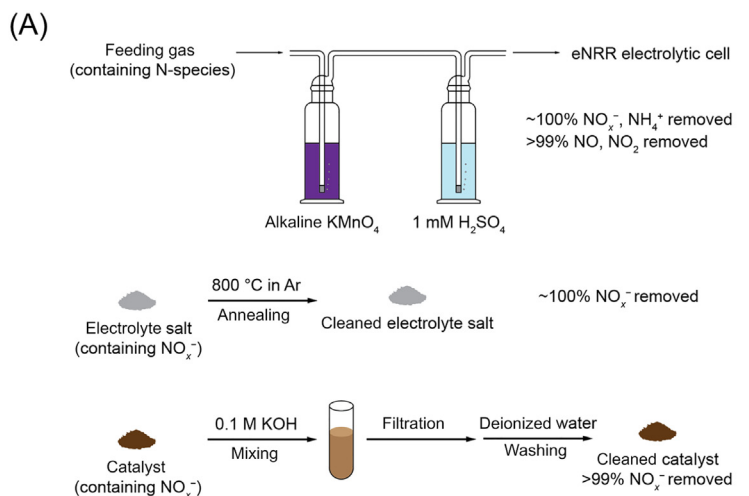 (A)
Feeding gas
(containing N-species)
eNRR electrolytic cell
~100% NOₓ⁻, NH₄⁺ removed
>99% NO, NO₂ removed
Alkaline KMnO₄
1 mM H₂SO₄
800 °C in Ar
Annealing
Electrolyte salt
(containing NOₓ⁻)
Cleaned electrolyte salt
~100% NOₓ⁻ removed
0.1 M KOH
Mixing
Filtration
Deionized water
Washing
Catalyst
(containing NOₓ⁻)
Cleaned catalyst
>99% NOₓ⁻ removed